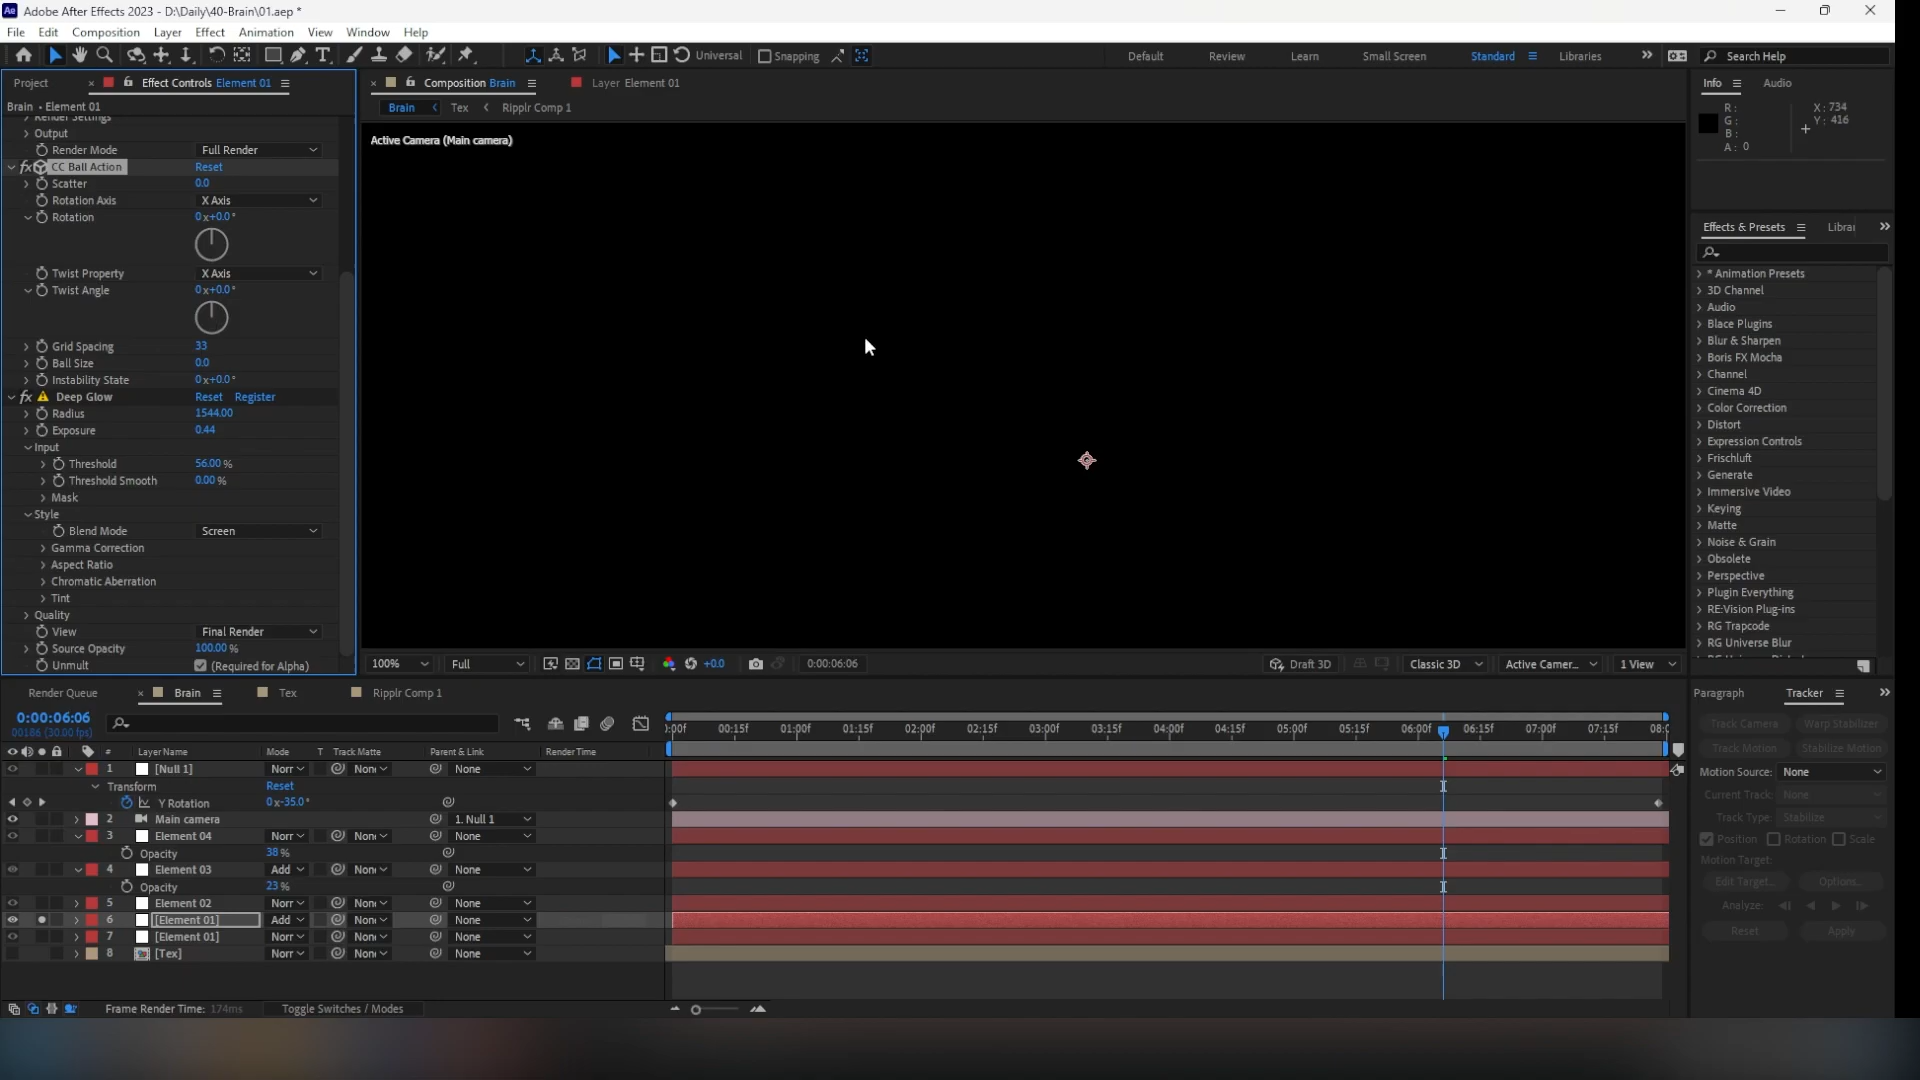 Ae Adobe After Effects 2023 - D:\Daily\40-Brain\01.aep *
File Edit Composition Layer Effect Animation View Window Help
Universal Snapping Default Review Learn Small Screen Standard Libraries Search Help
Project Effect Controls Element 01 Composition Brain Layer Element 01 Info Audio
Brain • Element 01
Brain Tex Ripplr Comp 1
Active Camera (Main camera)
R: X: 734
G: Y: 416
B:
A: 0
Render Settings
Output
Render Mode Full Render
fx CC Ball Action Reset
Scatter 0.0
Rotation Axis X Axis
Rotation 0x+0.0°
Twist Property X Axis
Twist Angle 0x+0.0°
Grid Spacing 33
Ball Size 0.0
Instability State 0x+0.0°
fx Deep Glow Reset Register
Radius 1544.00
Exposure 0.44
Input
Threshold 56.00 %
Threshold Smooth 0.00 %
Mask
Style
Blend Mode Screen
Gamma Correction
Aspect Ratio
Chromatic Aberration
Tint
Quality
View Final Render
Source Opacity 100.00 %
Unmult (Required for Alpha)
Effects & Presets Librar
* Animation Presets
3D Channel
Audio
Blace Plugins
Blur & Sharpen
Boris FX Mocha
Channel
Cinema 4D
Color Correction
Distort
Expression Controls
Frischluft
Generate
Immersive Video
Keying
Matte
Noise & Grain
Obsolete
Perspective
Plugin Everything
RE:Vision Plug-ins
RG Trapcode
RG Universe Blur
100% Full +0.0 0:00:06:06 Draft 3D Classic 3D Active Camer... 1 View
Render Queue Brain Tex Ripplr Comp 1
0:00:06:06
00186 (30.00 fps)
:00f 00:15f 01:00f 01:15f 02:00f 02:15f 03:00f 03:15f 04:00f 04:15f 05:00f 05:15f 06:00f 06:15f 07:00f 07:15f 08:0
# Layer Name Mode T Track Matte Parent & Link Render Time
1 [Null 1] Norr None None
Transform Reset
Y Rotation 0x-35.0°
2 Main camera 1. Null 1
3 Element 04 Norr None None
Opacity 38 %
4 Element 03 Add None None
Opacity 23 %
5 Element 02 Norr None None
6 [Element 01] Add None None
7 [Element 01] Norr None None
8 [Tex] Norr None None
Frame Render Time: 174ms Toggle Switches / Modes
Paragraph Tracker
Track Camera Warp Stabilizer
Track Motion Stabilize Motion
Motion Source: None
Current Track: None
Track Type: Stabilize
Position Rotation Scale
Motion Target:
Edit Target... Options...
Analyze:
Reset Apply